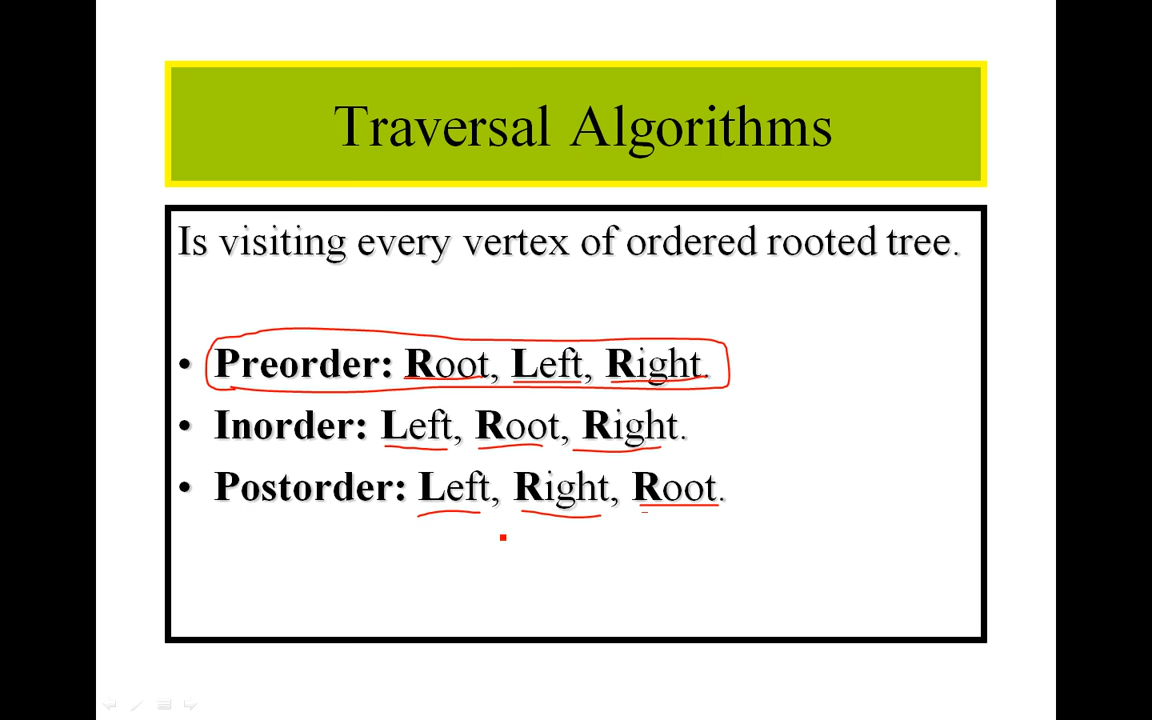 Traversal Algorithms
Is visiting every vertex of ordered rooted tree.
• Preorder: Root, Left, Right.
• Inorder: Left, Root, Right.
• Postorder: Left, Right, Root.